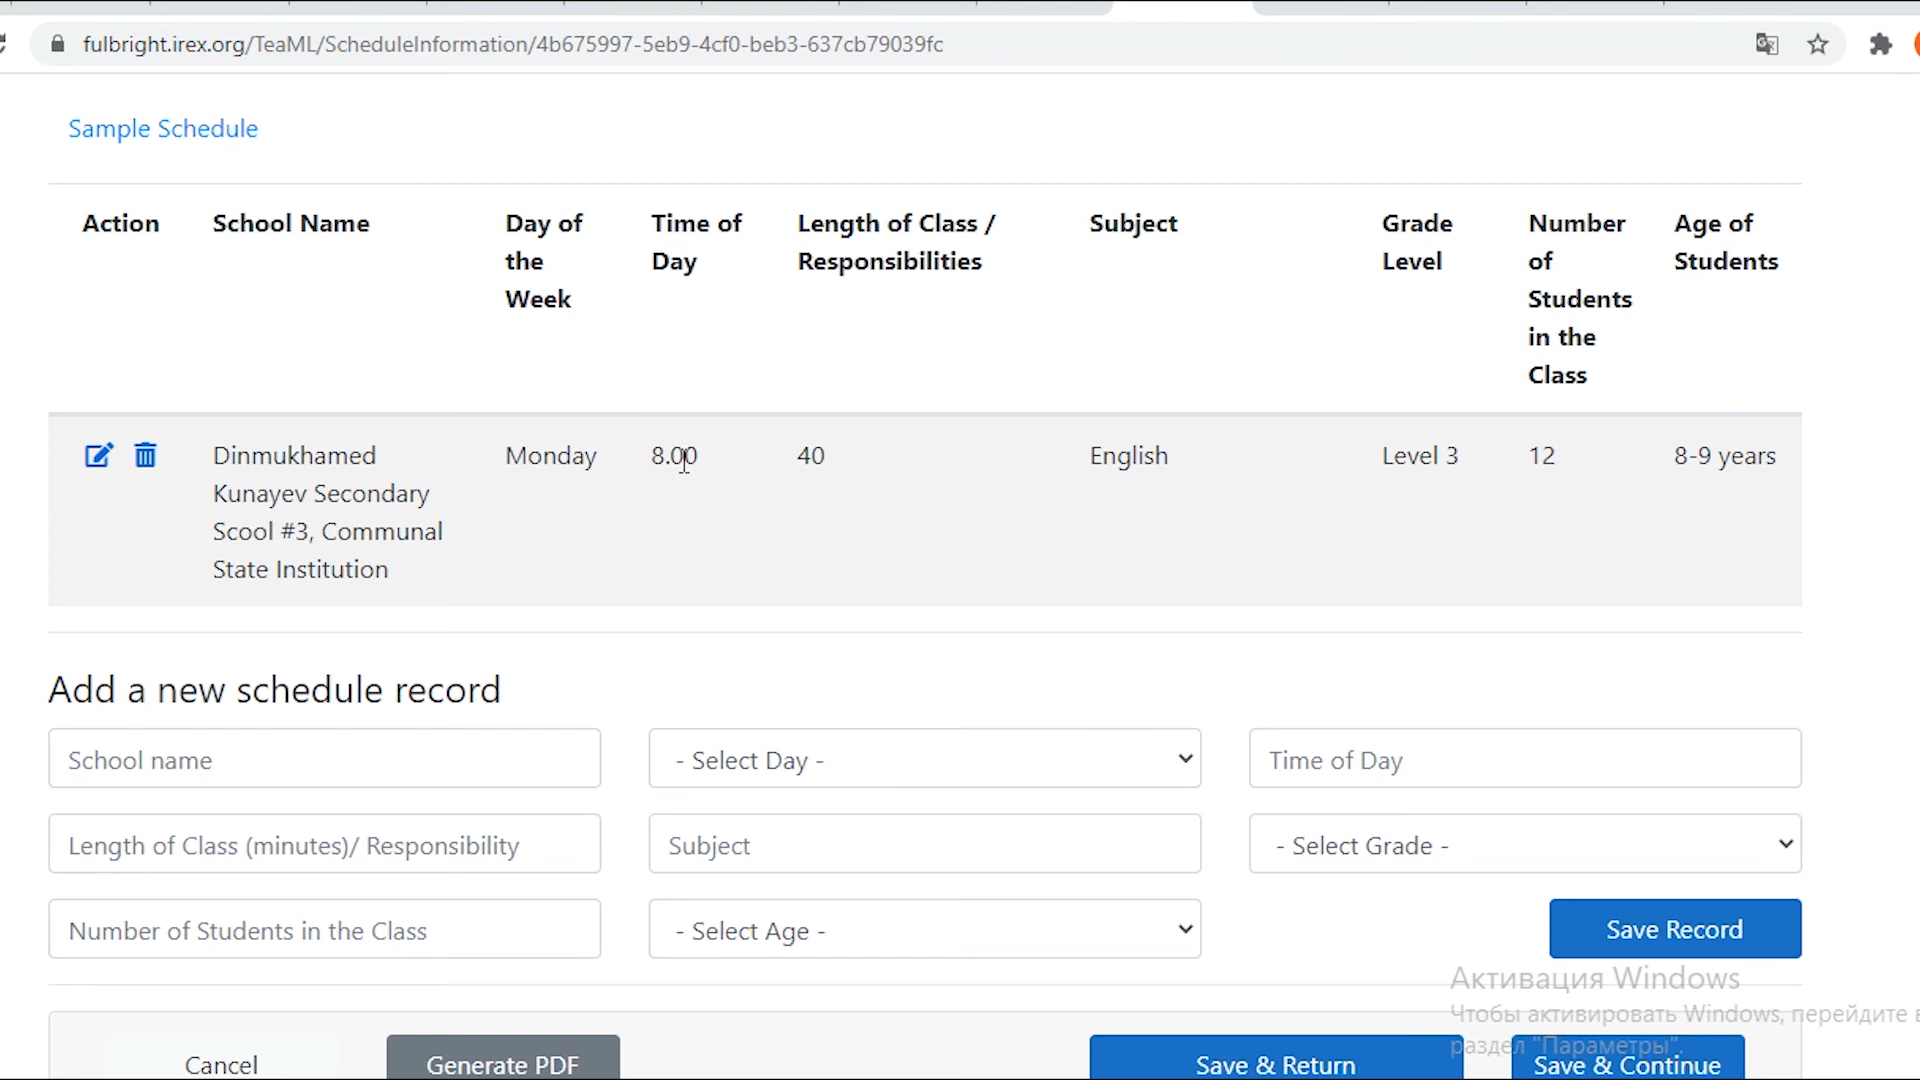 fulbright.irex.org/TeaML/ScheduleInformation/4b675997-5eb9-4cf0-beb3-637cb79039fc
Sample Schedule
Action School Name Day of the Week Time of Day Length of Class / Responsibilities Subject Grade Level Number of Students in the Class Age of Students
Dinmukhamed Kunayev Secondary Scool #3, Communal State Institution Monday 8.00 40 English Level 3 12 8-9 years
Add a new schedule record
School name - Select Day - Time of Day
Length of Class (minutes)/ Responsibility Subject - Select Grade -
Number of Students in the Class - Select Age - Save Record
Активация Windows
Чтобы активировать Windows, перейдите в
раздел "Параметры".
Cancel Generate PDF Save & Return Save & Continue